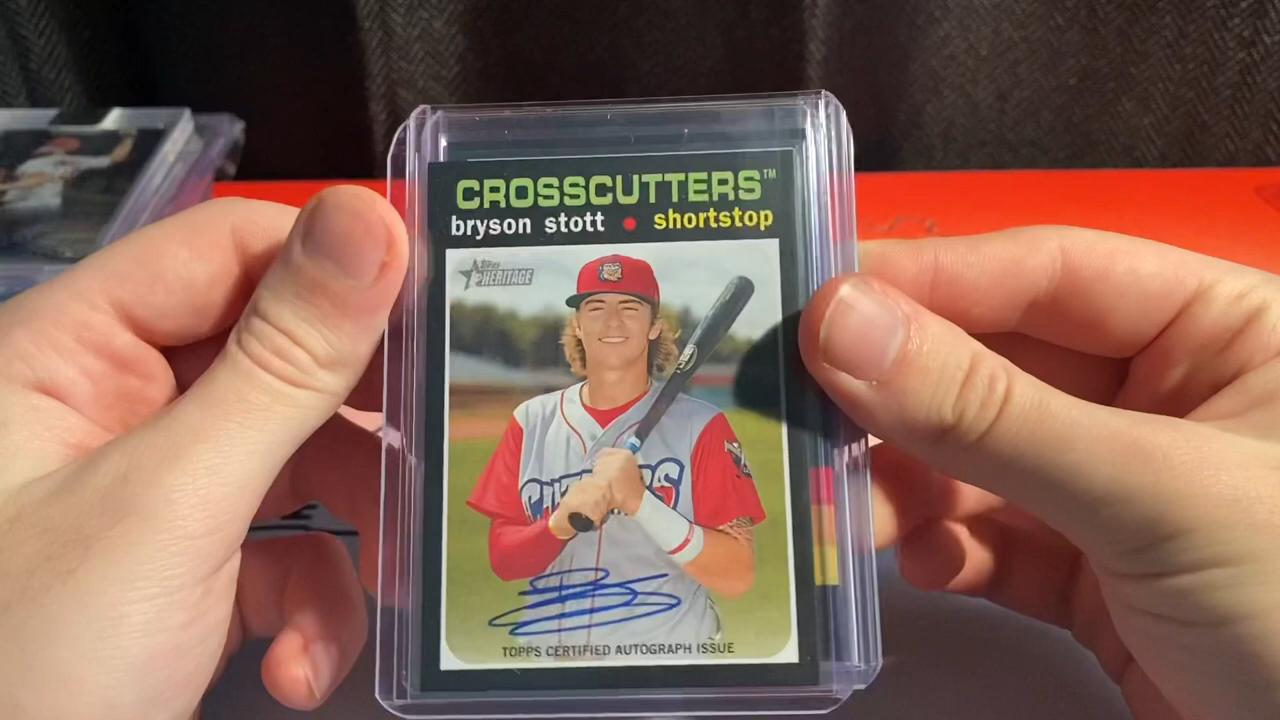 CROSSCUTTERS™
bryson stott • shortstop
Topps
HERITAGE
TOPPS CERTIFIED AUTOGRAPH ISSUE